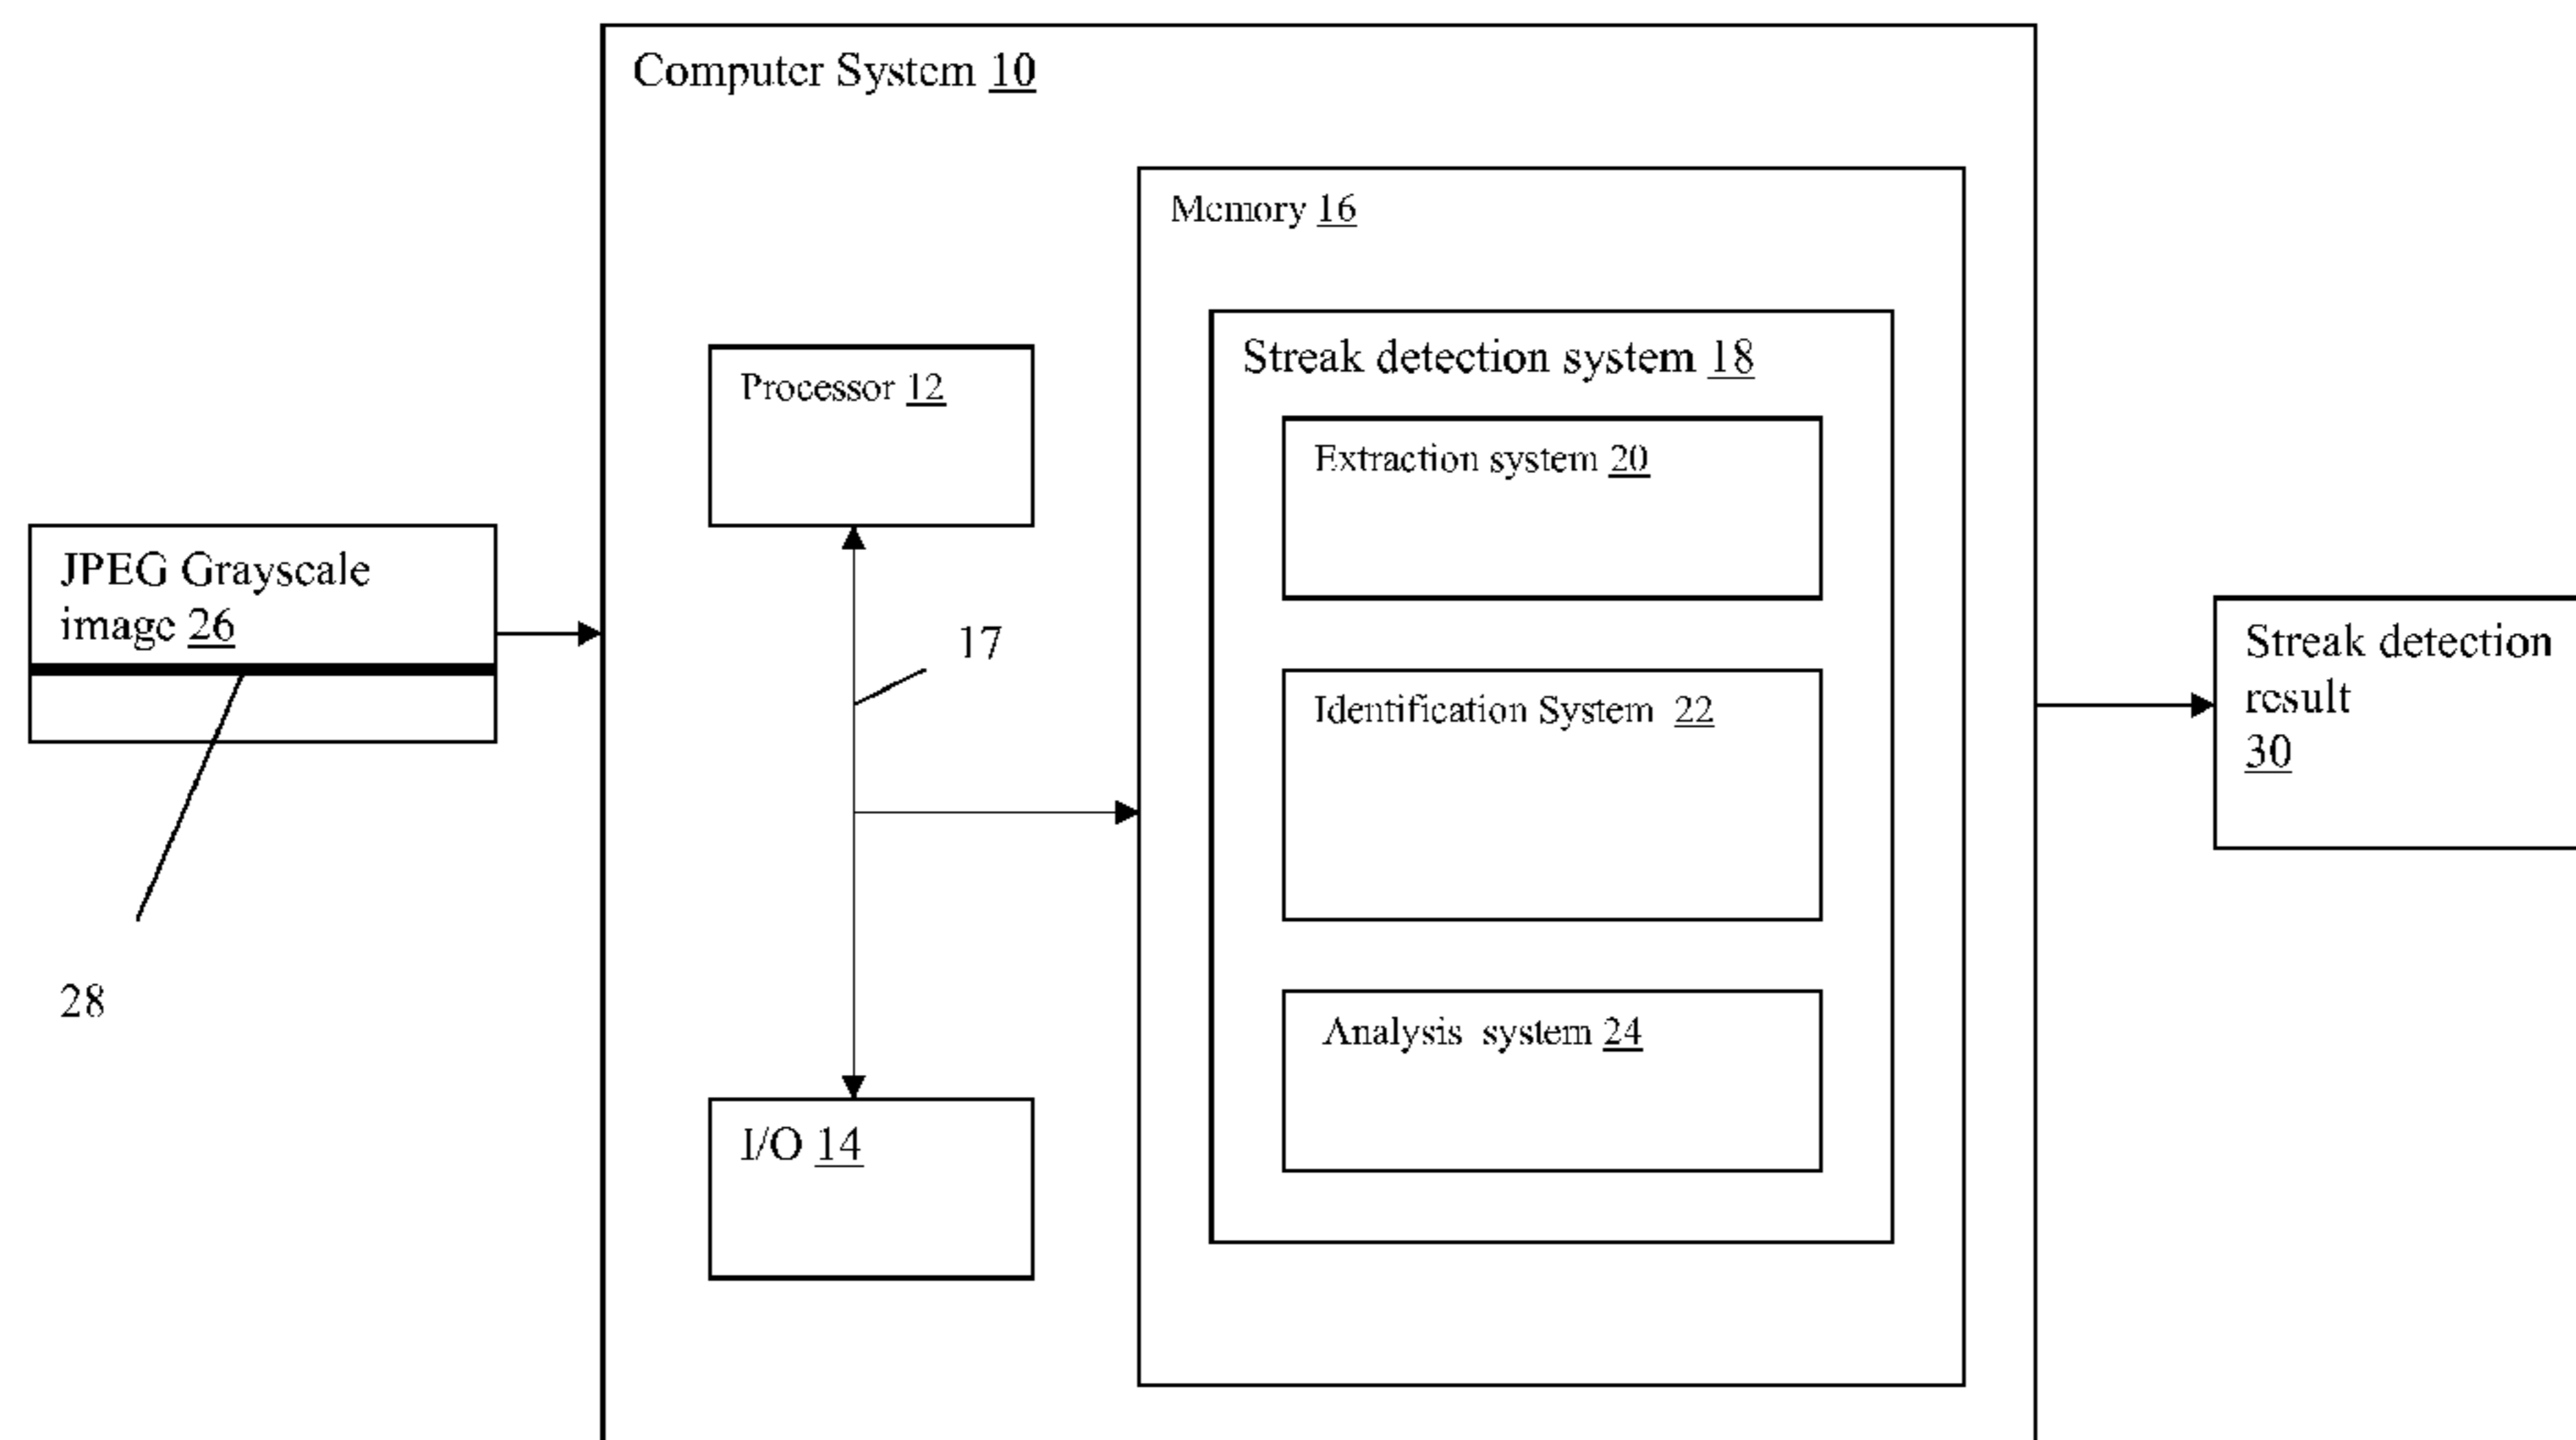 Computer System 10
Memory 16
Streak detection system 18
Processor 12
Extraction system 20
JPEG Grayscale
image 26
17
Streak detection
result
30
Identification System 22
28
Analysis system 24
I/O 14